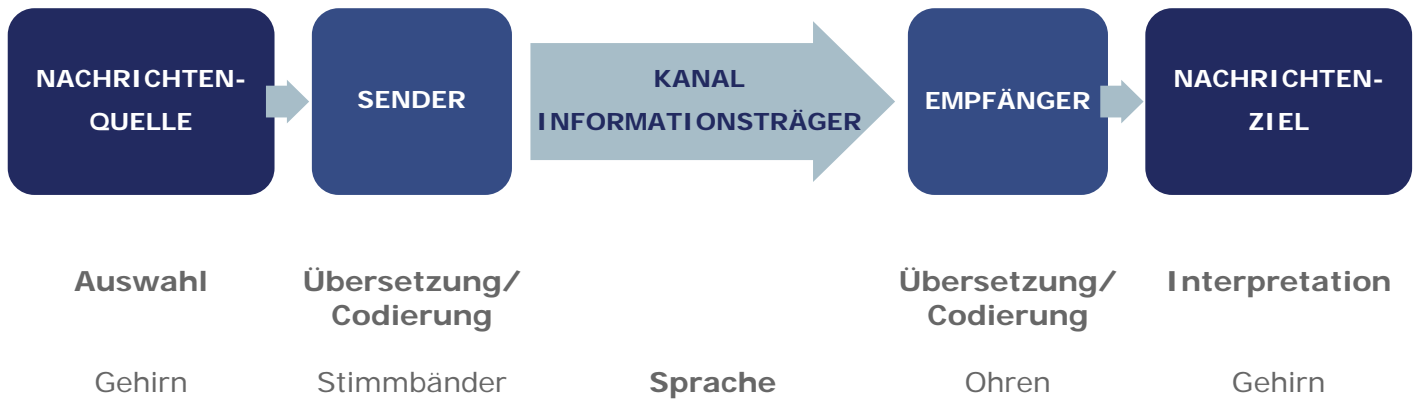 NACHRICHTEN-
QUELLE
SENDER
KANAL
INFORMATIONSTRÄGER
EMPFÄNGER
NACHRICHTEN-
ZIEL
Auswahl
Übersetzung/
Codierung
Übersetzung/
Codierung
Interpretation
Gehirn
Stimmbänder
Sprache
Ohren
Gehirn